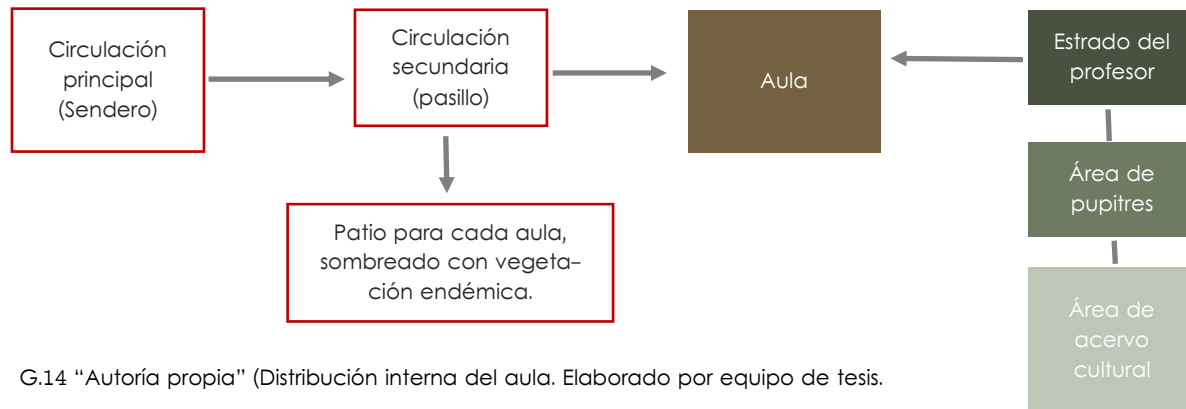 Circulación
principal
(Sendero)
Circulación
secundaria
(pasillo)
Aula
Estrado del
profesor
Área de
pupitres
Patio para cada aula,
sombreado con vegeta-
ción endémica.
Área de
acervo
cultural
G.14 “Autoría propia” (Distribución interna del aula. Elaborado por equipo de tesis.